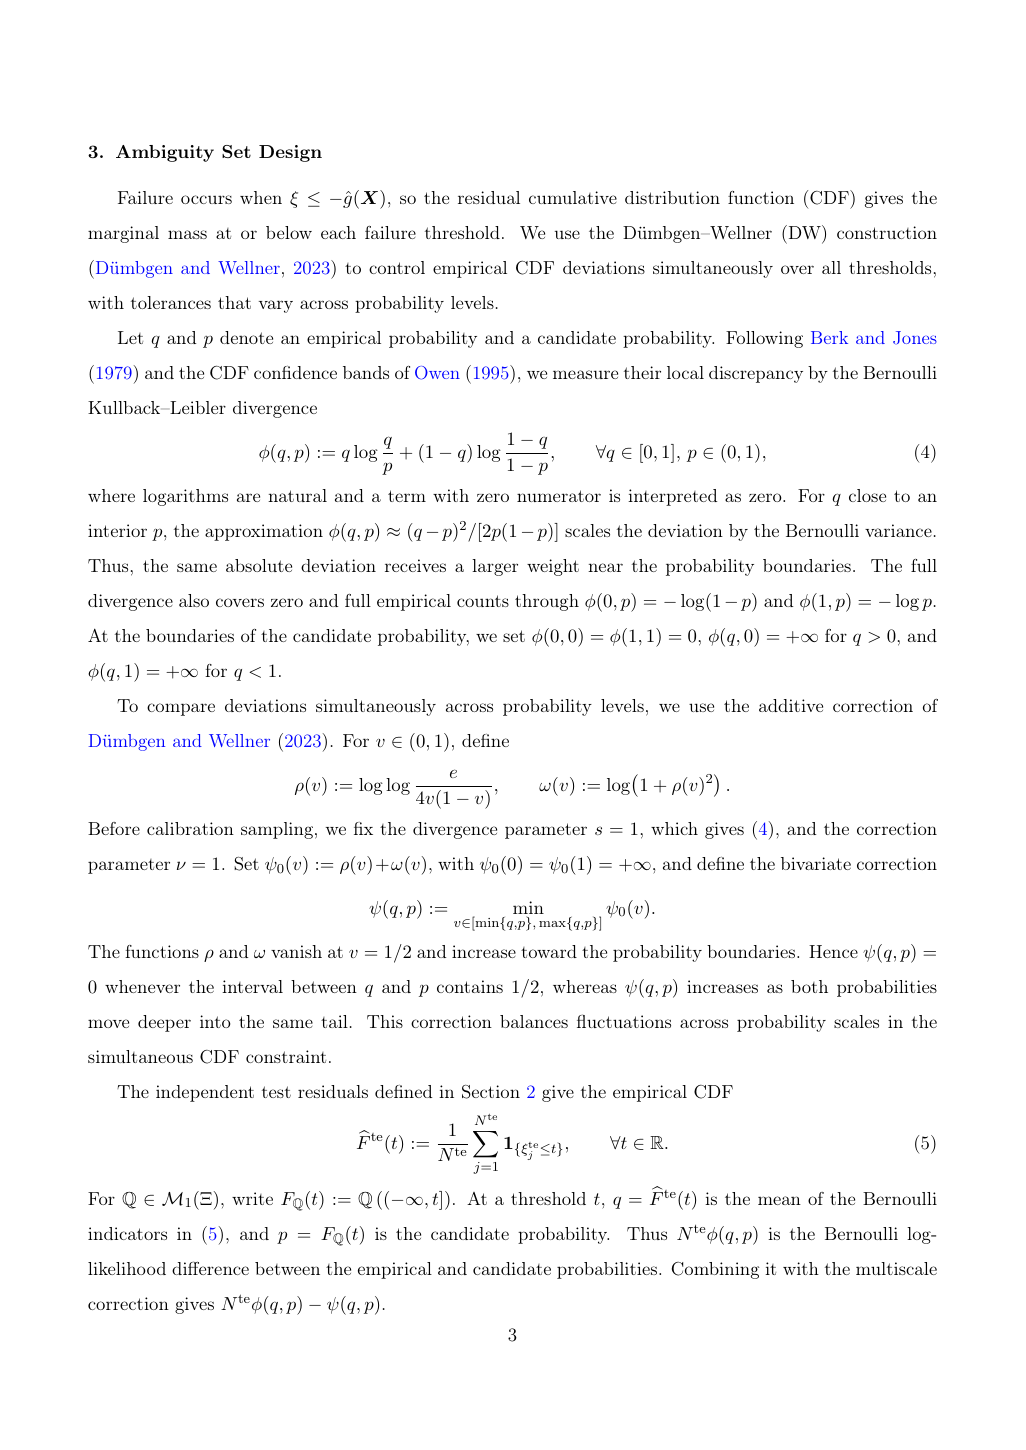 3. Ambiguity Set Design
Failure occurs when ξ ≤ −ĝ(X), so the residual cumulative distribution function (CDF) gives the
marginal mass at or below each failure threshold. We use the Dümbgen–Wellner (DW) construction
(Dümbgen and Wellner, 2023) to control empirical CDF deviations simultaneously over all thresholds,
with tolerances that vary across probability levels.
Let q and p denote an empirical probability and a candidate probability. Following Berk and Jones
(1979) and the CDF confidence bands of Owen (1995), we measure their local discrepancy by the Bernoulli
Kullback–Leibler divergence
ϕ(q, p) := q log q/p + (1 − q) log (1 − q)/(1 − p), ∀q ∈ [0, 1], p ∈ (0, 1), (4)
where logarithms are natural and a term with zero numerator is interpreted as zero. For q close to an
interior p, the approximation ϕ(q, p) ≈ (q − p)²/[2p(1 − p)] scales the deviation by the Bernoulli variance.
Thus, the same absolute deviation receives a larger weight near the probability boundaries. The full
divergence also covers zero and full empirical counts through ϕ(0, p) = − log(1 − p) and ϕ(1, p) = − log p.
At the boundaries of the candidate probability, we set ϕ(0, 0) = ϕ(1, 1) = 0, ϕ(q, 0) = +∞ for q > 0, and
ϕ(q, 1) = +∞ for q < 1.
To compare deviations simultaneously across probability levels, we use the additive correction of
Dümbgen and Wellner (2023). For v ∈ (0, 1), define
ρ(v) := log log e/(4v(1 − v)), ω(v) := log(1 + ρ(v)²).
Before calibration sampling, we fix the divergence parameter s = 1, which gives (4), and the correction
parameter ν = 1. Set ψ₀(v) := ρ(v)+ω(v), with ψ₀(0) = ψ₀(1) = +∞, and define the bivariate correction
ψ(q, p) := min_{v∈[min{q,p}, max{q,p}]} ψ₀(v).
The functions ρ and ω vanish at v = 1/2 and increase toward the probability boundaries. Hence ψ(q, p) =
0 whenever the interval between q and p contains 1/2, whereas ψ(q, p) increases as both probabilities
move deeper into the same tail. This correction balances fluctuations across probability scales in the
simultaneous CDF constraint.
The independent test residuals defined in Section 2 give the empirical CDF
F̂^te(t) := 1/N^te ∑_{j=1}^{N^te} 1_{{ξ_j^te ≤ t}}, ∀t ∈ ℝ. (5)
For ℚ ∈ ℳ₁(Ξ), write F_ℚ(t) := ℚ((−∞, t]). At a threshold t, q = F̂^te(t) is the mean of the Bernoulli
indicators in (5), and p = F_ℚ(t) is the candidate probability. Thus N^te ϕ(q, p) is the Bernoulli log-
likelihood difference between the empirical and candidate probabilities. Combining it with the multiscale
correction gives N^te ϕ(q, p) − ψ(q, p).
3